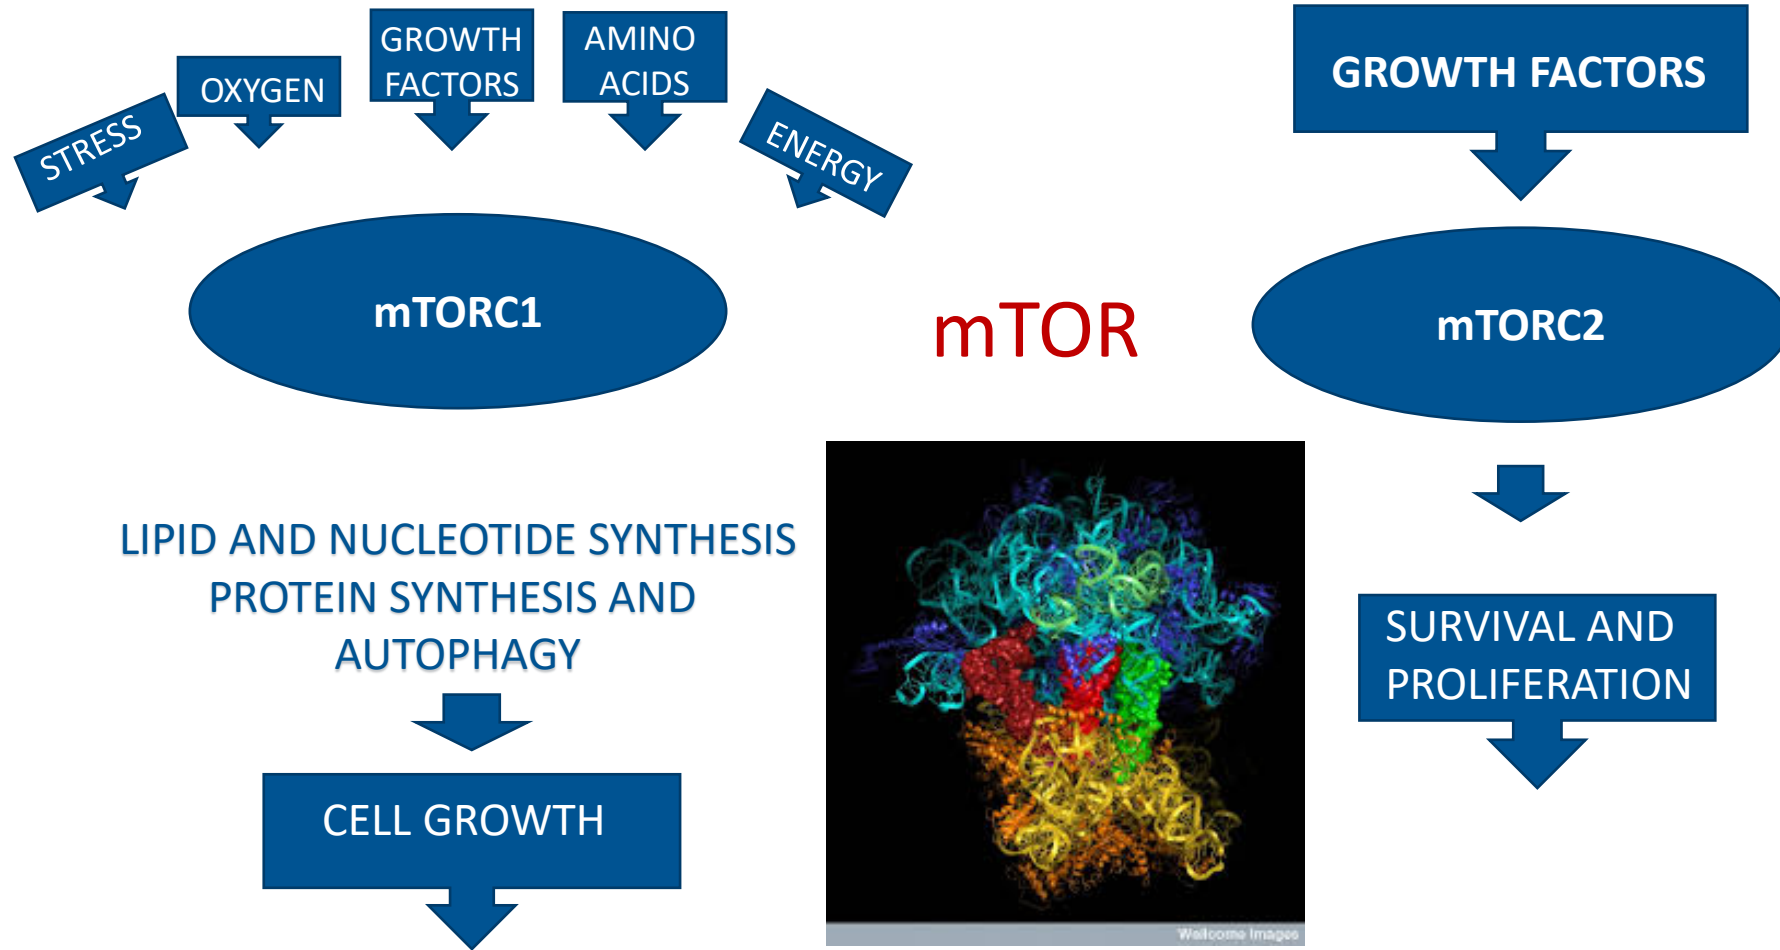 STRESS
OXYGEN
GROWTH
FACTORS
AMINO
ACIDS
ENERGY
mTORC1
LIPID AND NUCLEOTIDE SYNTHESIS
PROTEIN SYNTHESIS AND
AUTOPHAGY
CELL GROWTH
mTOR
Wellcome Images
GROWTH FACTORS
mTORC2
SURVIVAL AND
PROLIFERATION